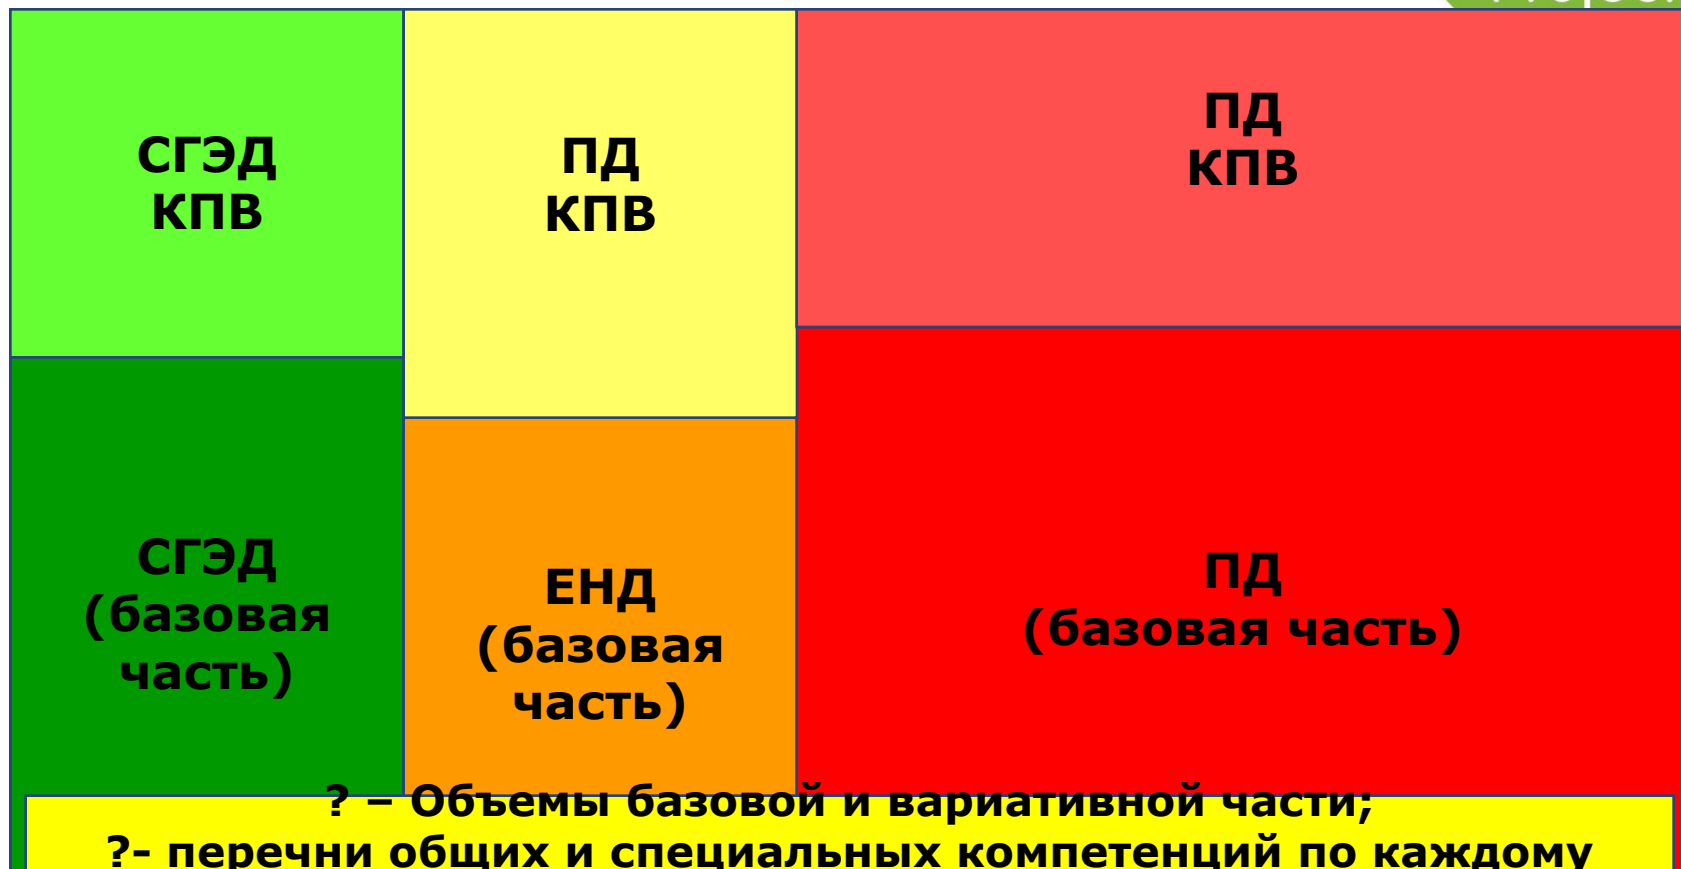 СГЭД
КПВ
ПД
КПВ
ПД
КПВ
СГЭД
(базовая
часть)
ЕНД
(базовая
часть)
ПД
(базовая часть)
? – Объемы базовой и вариативной части;
?- перечни общих и специальных компетенций по каждому